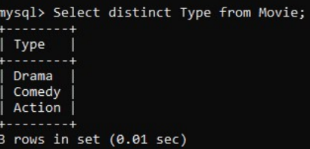 mysql> Select distinct Type from Movie;
+--------+
| Type   |
+--------+
| Drama  |
| Comedy |
| Action |
+--------+
3 rows in set (0.01 sec)